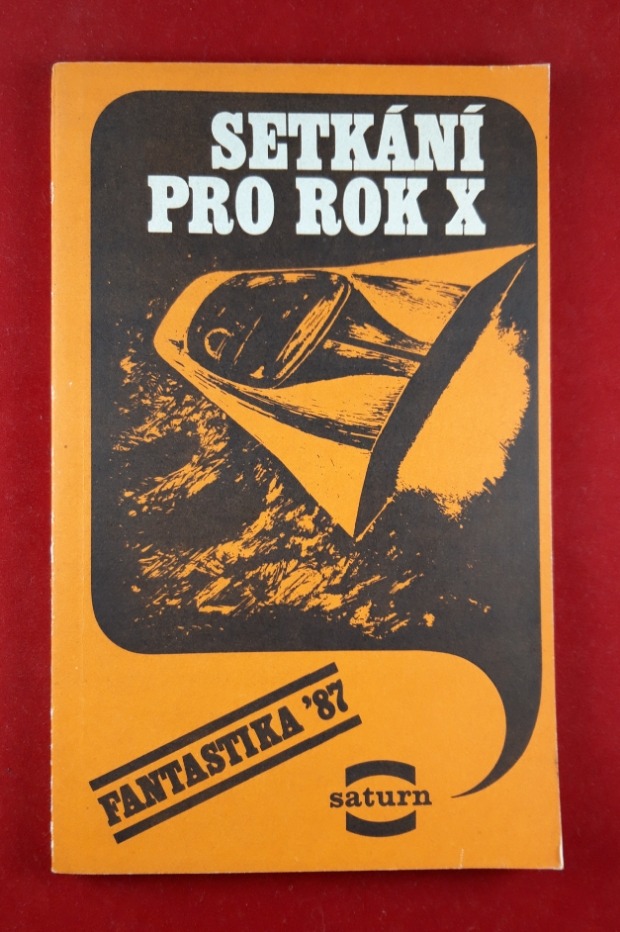 SETKÁNÍ
PRO ROK X
FANTASTIKA '87
saturn